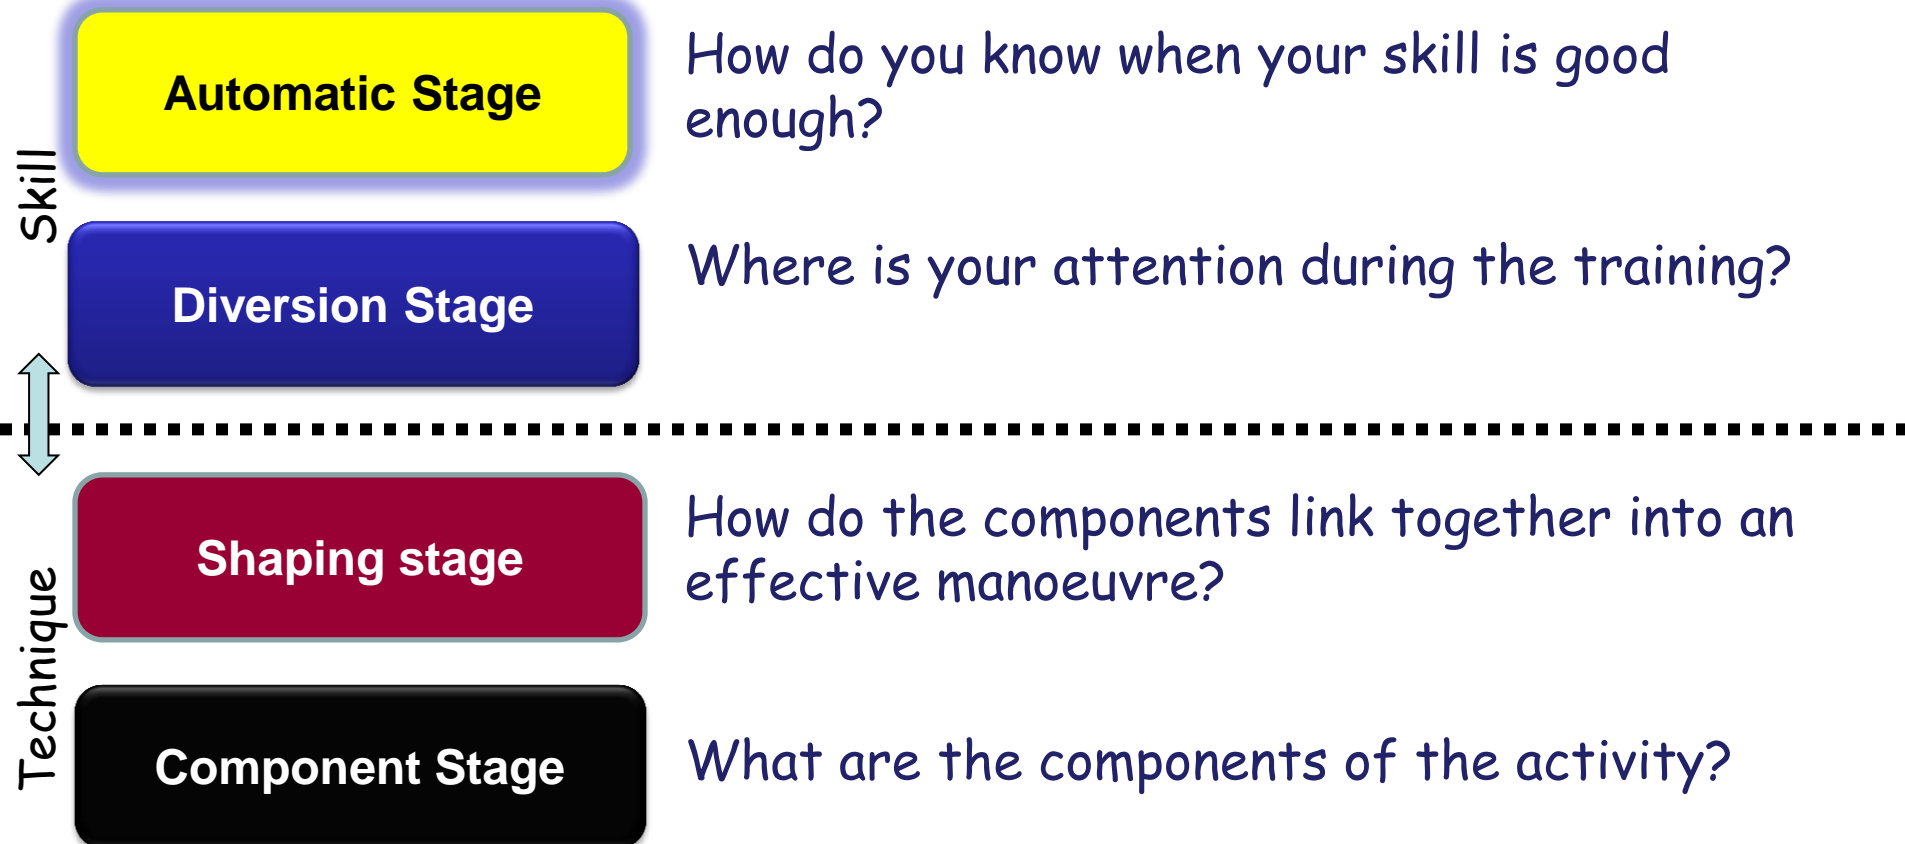 Automatic Stage
How do you know when your skill is good
enough?
Skill
Diversion Stage
Where is your attention during the training?
Shaping stage
How do the components link together into an
effective manoeuvre?
Technique
Component Stage
What are the components of the activity?